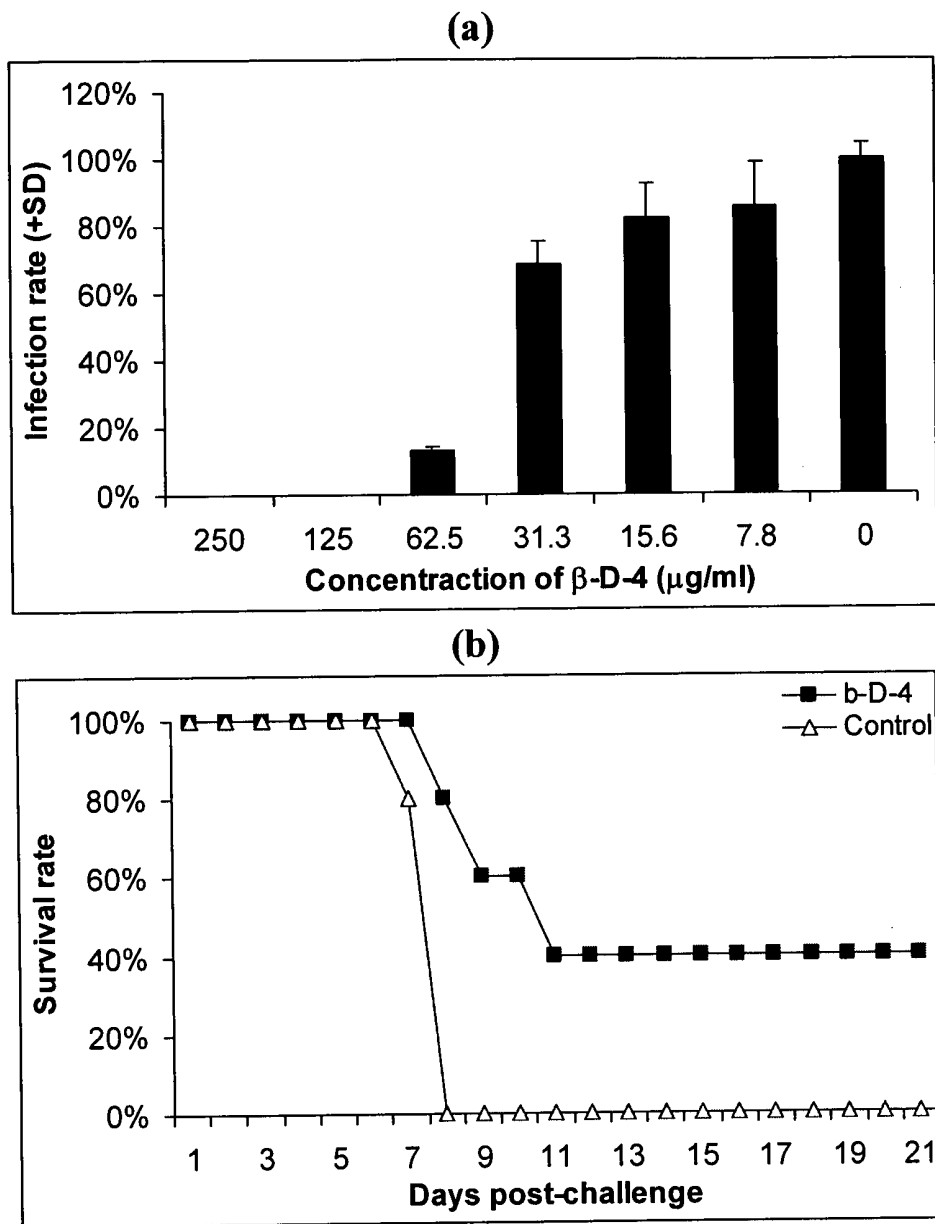 (a)
120%
100%
80%
60%
40%
20%
0%
Infection rate (+SD)
250 125 62.5 31.3 15.6 7.8 0
Concentraction of β-D-4 (μg/ml)
(b)
b-D-4
Control
100%
80%
60%
40%
20%
0%
Survival rate
1 3 5 7 9 11 13 15 17 19 21
Days post-challenge